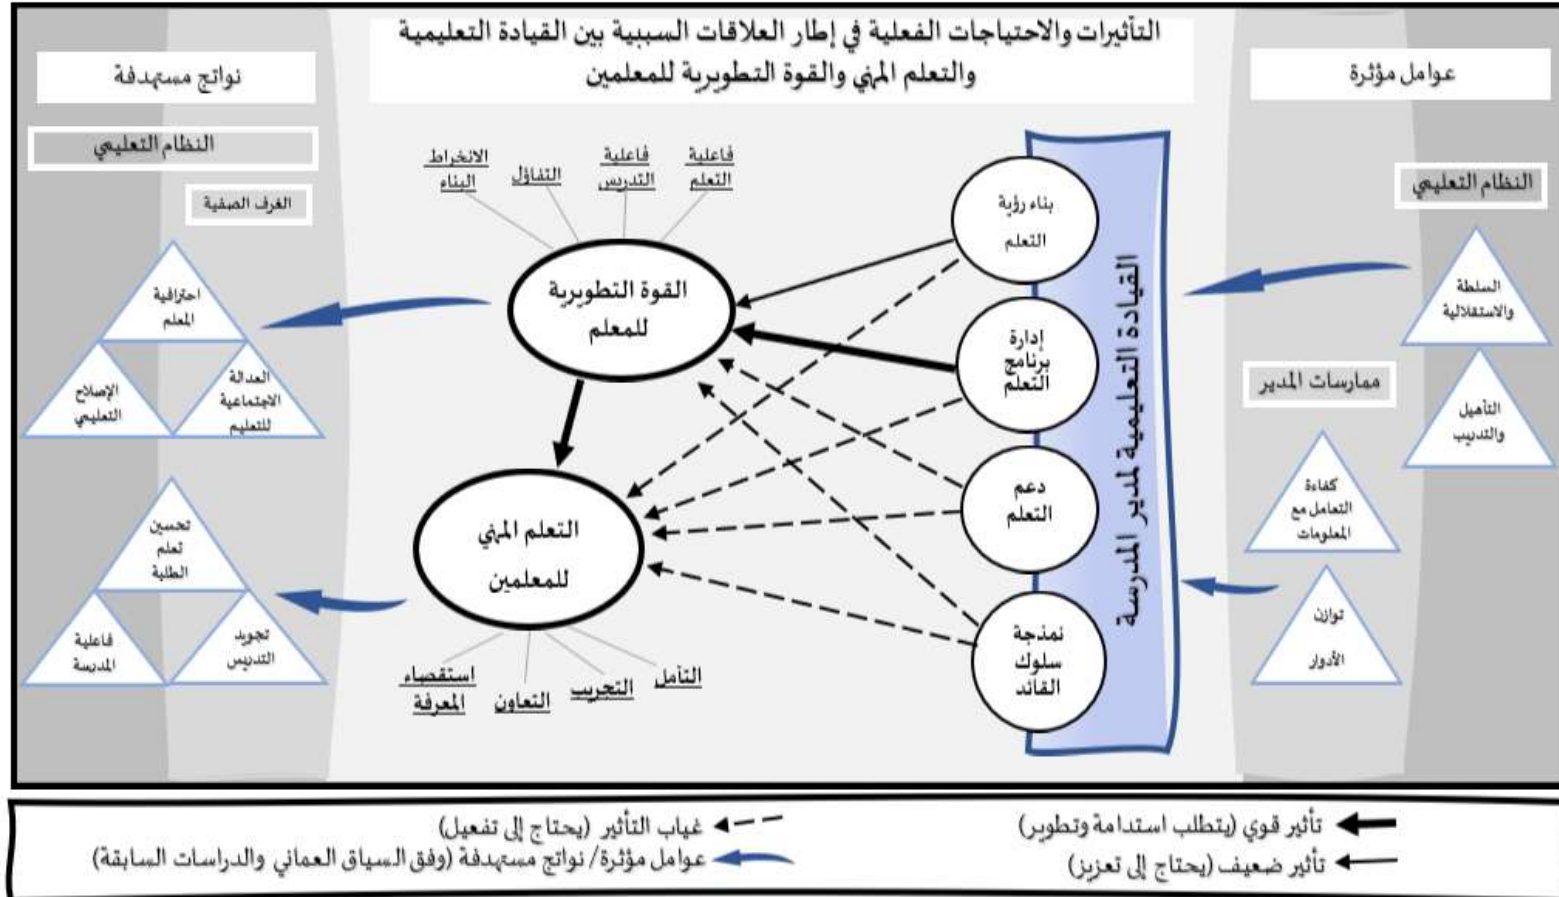 التأثيرات والاحتياجات الفعلية في إطار العلاقات السببية بين القيادة التعليمية
والتعلم المهني والقوة التطويرية للمعلمين
عوامل مؤثرة
النظام التعليمي
السلطة
والاستقلالية
التأهيل
والتدريب
ممارسات المدير
كفاءة
التعامل مع
المعلومات
توازن
الأدوار
القيادة التعليمية لمدير المدرسة
بناء رؤية
التعلم
إدارة
برنامج
التعلم
دعم
التعلم
نمذجة
سلوك
القائد
فاعلية
التعلم
فاعلية
التدريس
التفاؤل
الانخراط
البناء
القوة التطويرية
للمعلم
التعلم المهني
للمعلمين
التأمل
التجريب
التعاون
استقصاء
المعرفة
نواتج مستهدفة
النظام التعليمي
الغرف الصفية
احترافية
المعلم
العدالة
الاجتماعية
للتعليم
الإصلاح
التعليمي
تحسين
تعلم
الطلبة
تجويد
التدريس
فاعلية
المدرسة
تأثير قوي (يتطلب استدامة وتطوير)
غياب التأثير (يحتاج إلى تفعيل)
تأثير ضعيف (يحتاج إلى تعزيز)
عوامل مؤثرة/ نواتج مستهدفة (وفق السياق العماني والدراسات السابقة)